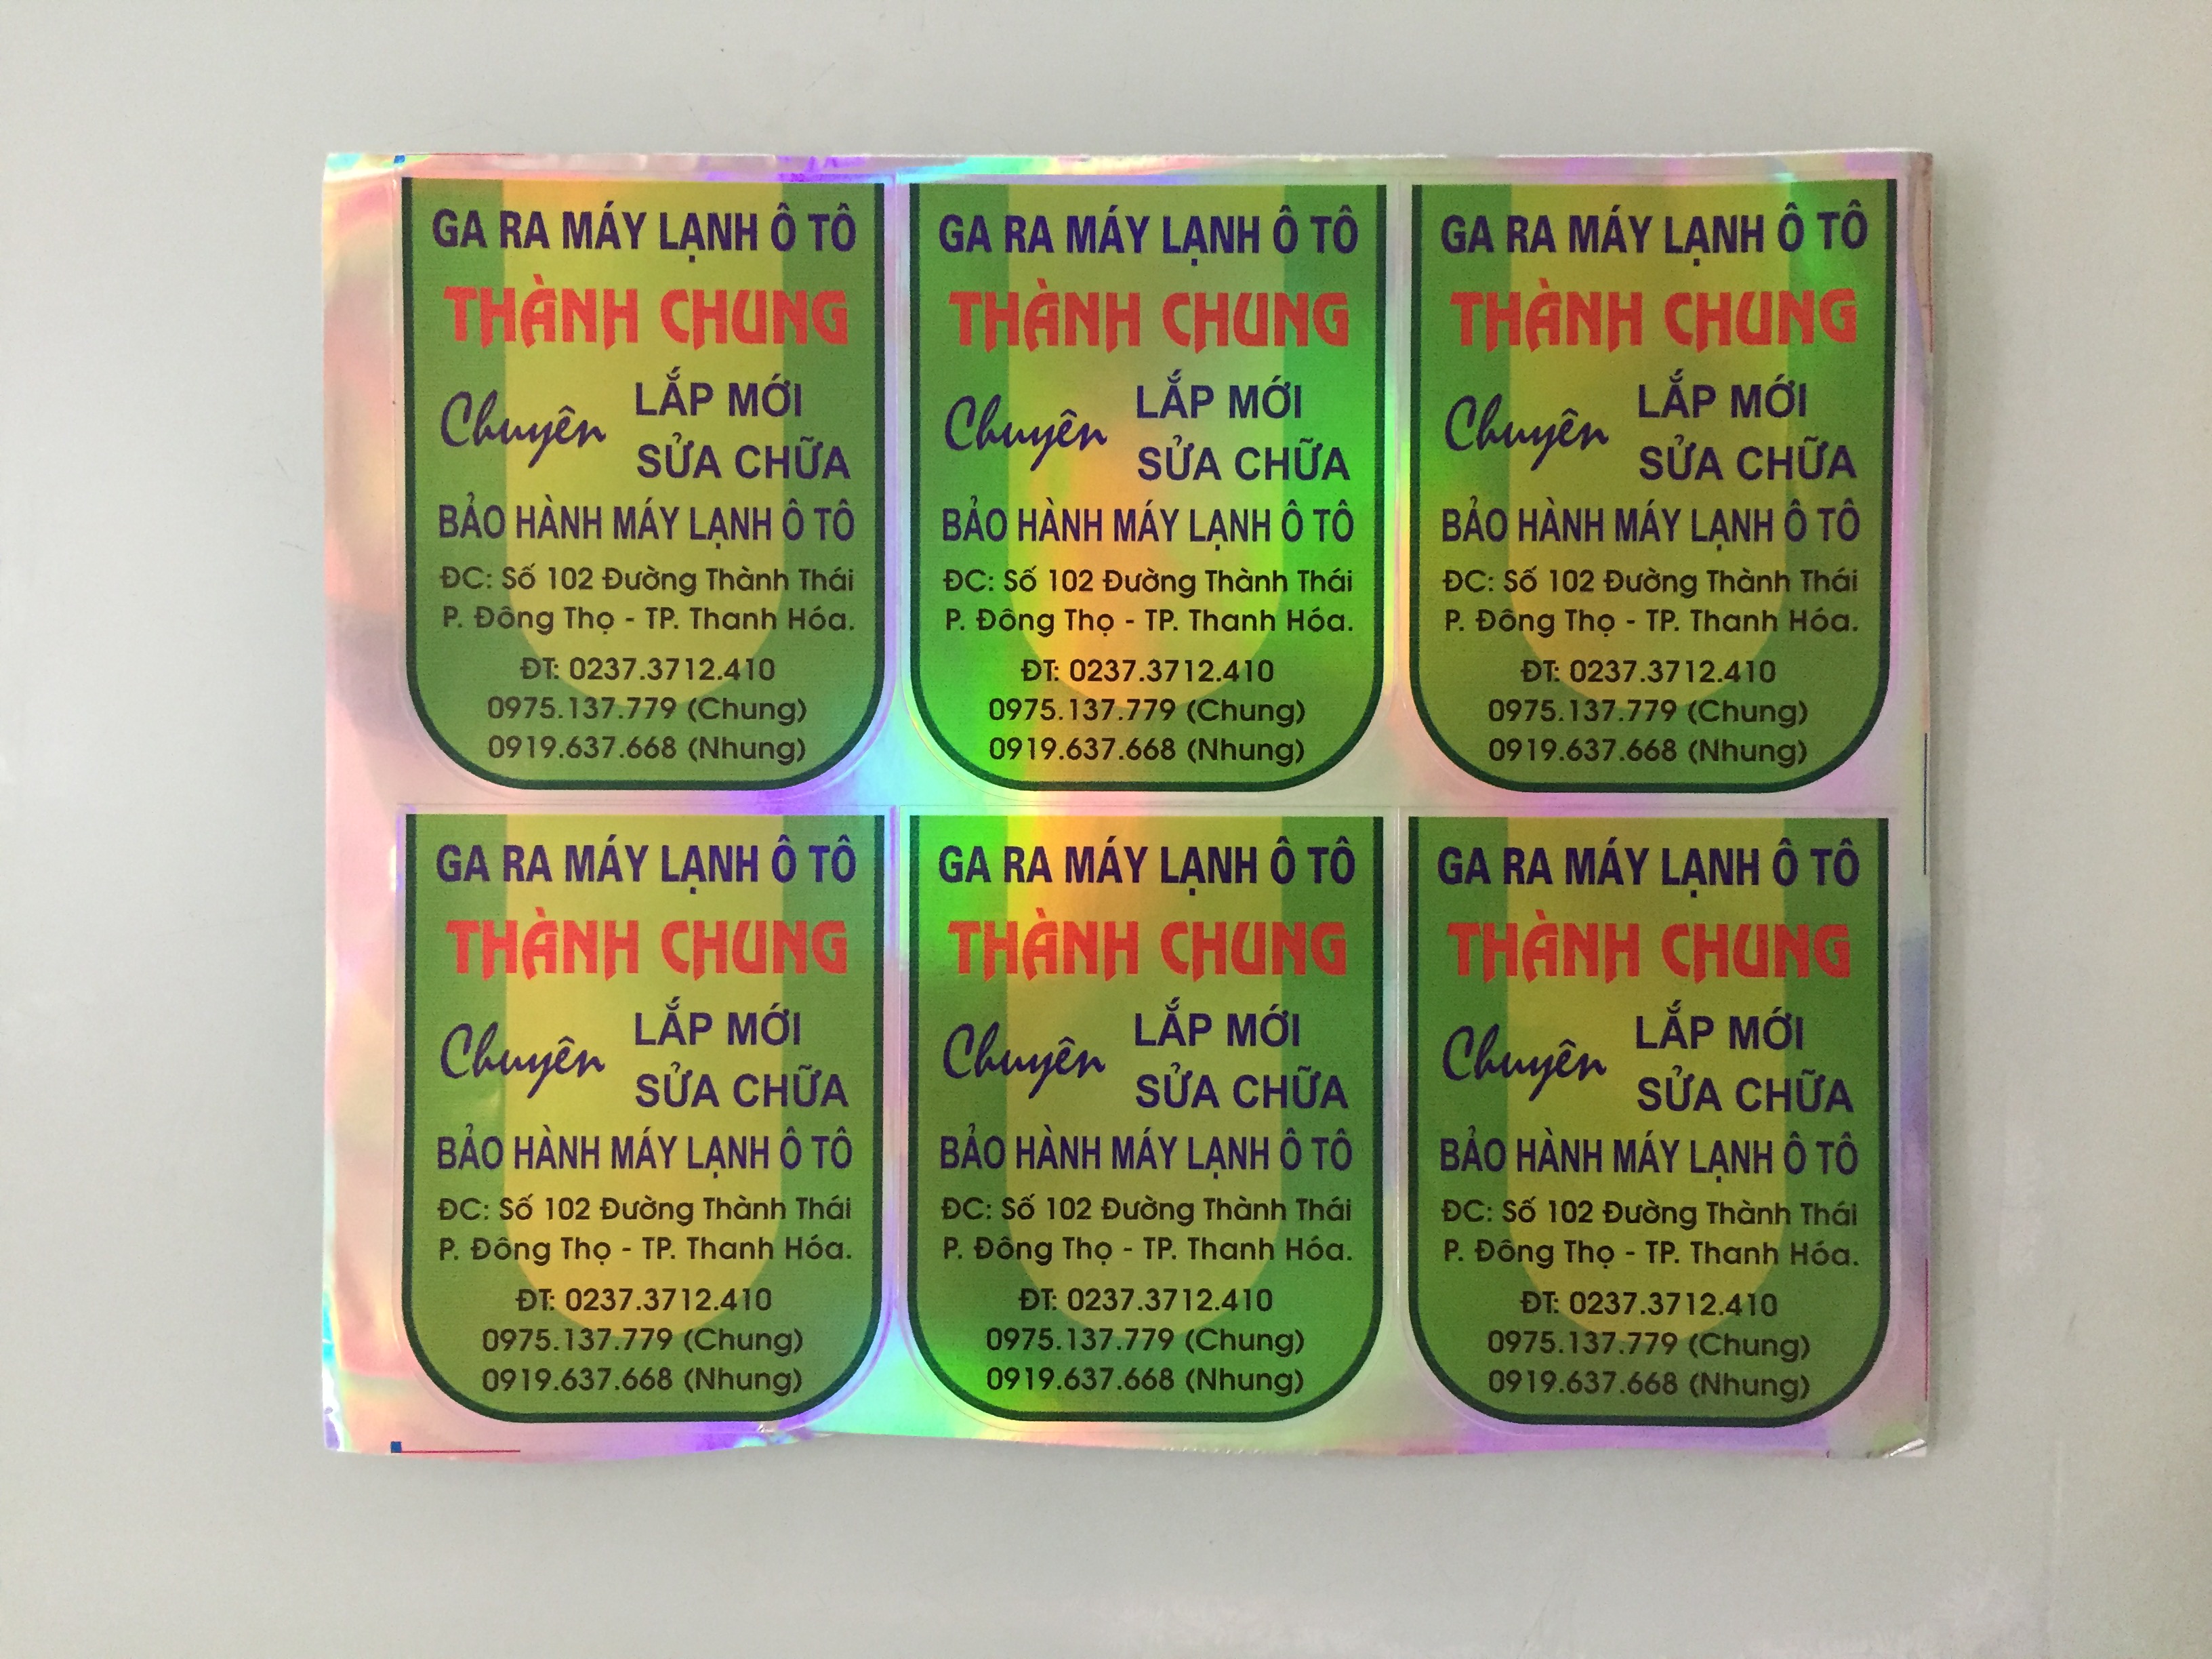 GA RA MÁY LẠNH Ô TÔ
THÀNH CHUNG
Chuyên LẮP MỚI
SỬA CHỮA
BẢO HÀNH MÁY LẠNH Ô TÔ
ĐC: Số 102 Đường Thành Thái
P. Đông Thọ - TP. Thanh Hóa.
ĐT: 0237.3712.410
0975.137.779 (Chung)
0919.637.668 (Nhung)
GA RA MÁY LẠNH Ô TÔ
THÀNH CHUNG
Chuyên LẮP MỚI
SỬA CHỮA
BẢO HÀNH MÁY LẠNH Ô TÔ
ĐC: Số 102 Đường Thành Thái
P. Đông Thọ - TP. Thanh Hóa.
ĐT: 0237.3712.410
0975.137.779 (Chung)
0919.637.668 (Nhung)
GA RA MÁY LẠNH Ô TÔ
THÀNH CHUNG
Chuyên LẮP MỚI
SỬA CHỮA
BẢO HÀNH MÁY LẠNH Ô TÔ
ĐC: Số 102 Đường Thành Thái
P. Đông Thọ - TP. Thanh Hóa.
ĐT: 0237.3712.410
0975.137.779 (Chung)
0919.637.668 (Nhung)
GA RA MÁY LẠNH Ô TÔ
THÀNH CHUNG
Chuyên LẮP MỚI
SỬA CHỮA
BẢO HÀNH MÁY LẠNH Ô TÔ
ĐC: Số 102 Đường Thành Thái
P. Đông Thọ - TP. Thanh Hóa.
ĐT: 0237.3712.410
0975.137.779 (Chung)
0919.637.668 (Nhung)
GA RA MÁY LẠNH Ô TÔ
THÀNH CHUNG
Chuyên LẮP MỚI
SỬA CHỮA
BẢO HÀNH MÁY LẠNH Ô TÔ
ĐC: Số 102 Đường Thành Thái
P. Đông Thọ - TP. Thanh Hóa.
ĐT: 0237.3712.410
0975.137.779 (Chung)
0919.637.668 (Nhung)
GA RA MÁY LẠNH Ô TÔ
THÀNH CHUNG
Chuyên LẮP MỚI
SỬA CHỮA
BẢO HÀNH MÁY LẠNH Ô TÔ
ĐC: Số 102 Đường Thành Thái
P. Đông Thọ - TP. Thanh Hóa.
ĐT: 0237.3712.410
0975.137.779 (Chung)
0919.637.668 (Nhung)